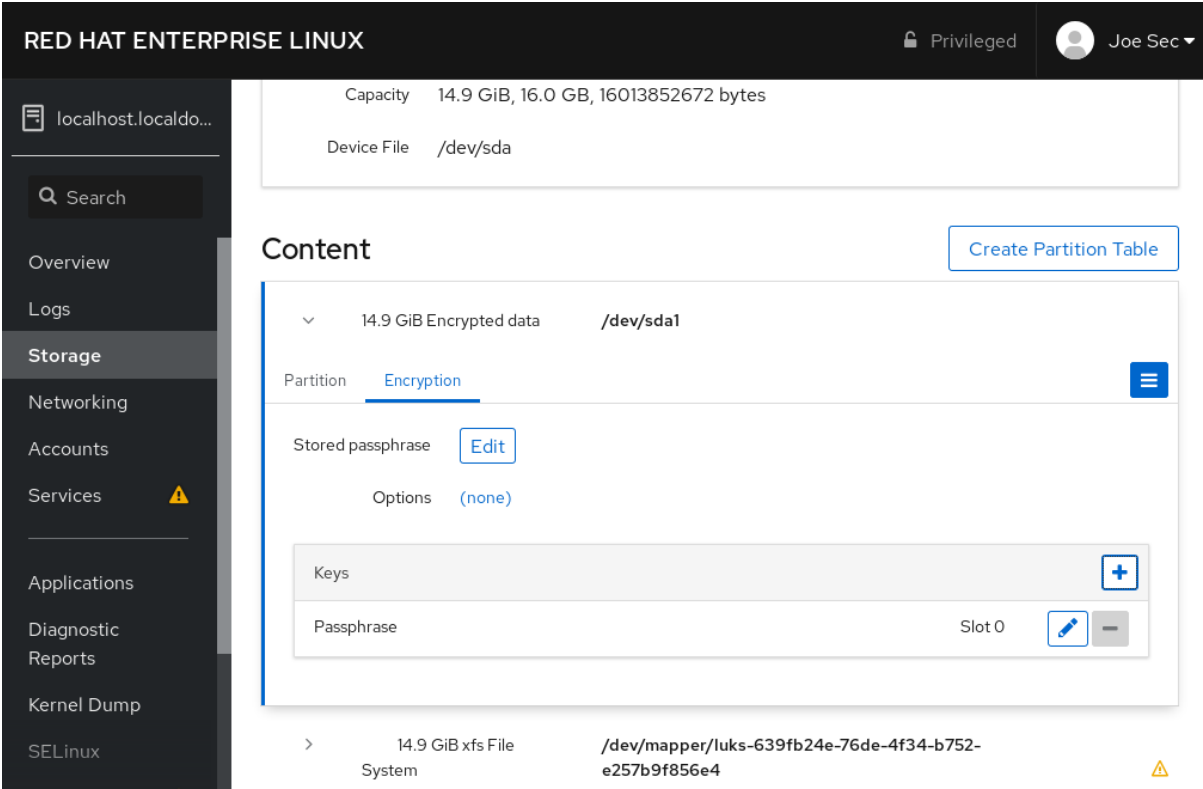 RED HAT ENTERPRISE LINUX
Privileged
Joe Sec
localhost.localdo...
Search
Overview
Logs
Storage
Networking
Accounts
Services
Applications
Diagnostic
Reports
Kernel Dump
SELinux
Capacity 14.9 GiB, 16.0 GB, 16013852672 bytes
Device File /dev/sda
Content
Create Partition Table
14.9 GiB Encrypted data /dev/sda1
Partition Encryption
Stored passphrase Edit
Options (none)
Keys
Passphrase Slot 0
14.9 GiB xfs File /dev/mapper/luks-639fb24e-76de-4f34-b752-
System e257b9f856e4